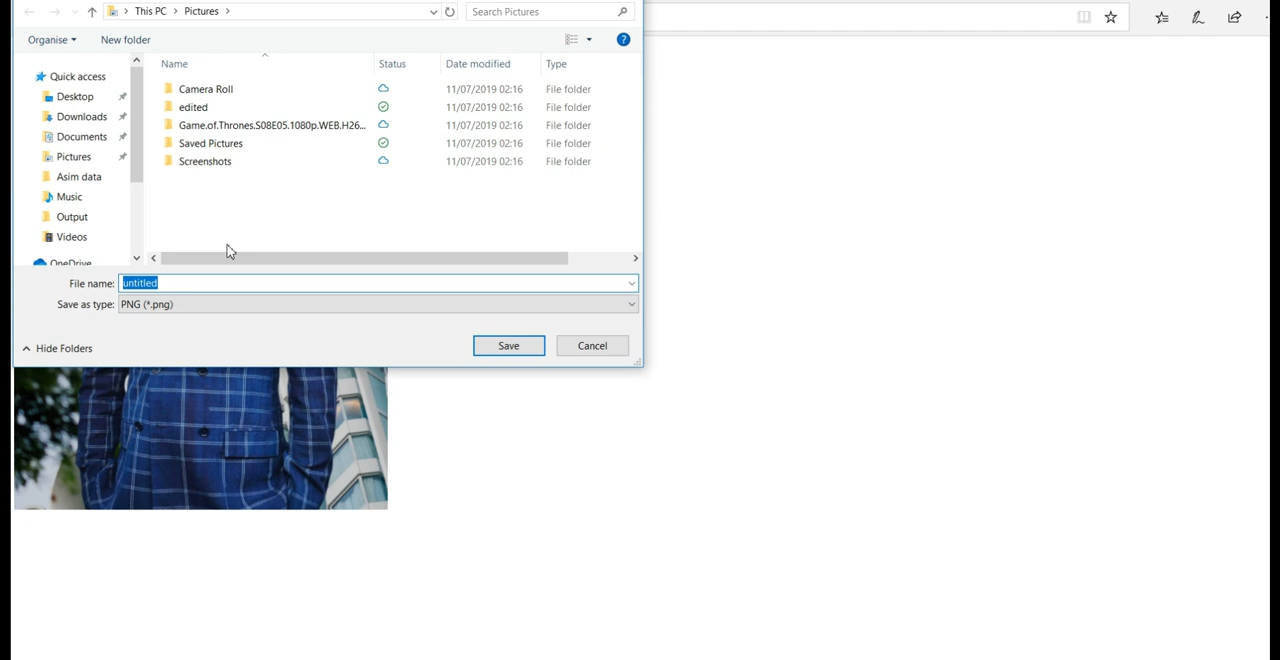 This PC > Pictures >
Search Pictures
Organise
New folder
Name
Status
Date modified
Type
Quick access
Desktop
Downloads
Documents
Pictures
Asim data
Music
Output
Videos
OneDrive
Camera Roll 11/07/2019 02:16 File folder
edited 11/07/2019 02:16 File folder
Game.of.Thrones.S08E05.1080p.WEB.H26... 11/07/2019 02:16 File folder
Saved Pictures 11/07/2019 02:16 File folder
Screenshots 11/07/2019 02:16 File folder
File name: untitled
Save as type: PNG (*.png)
Hide Folders
Save
Cancel